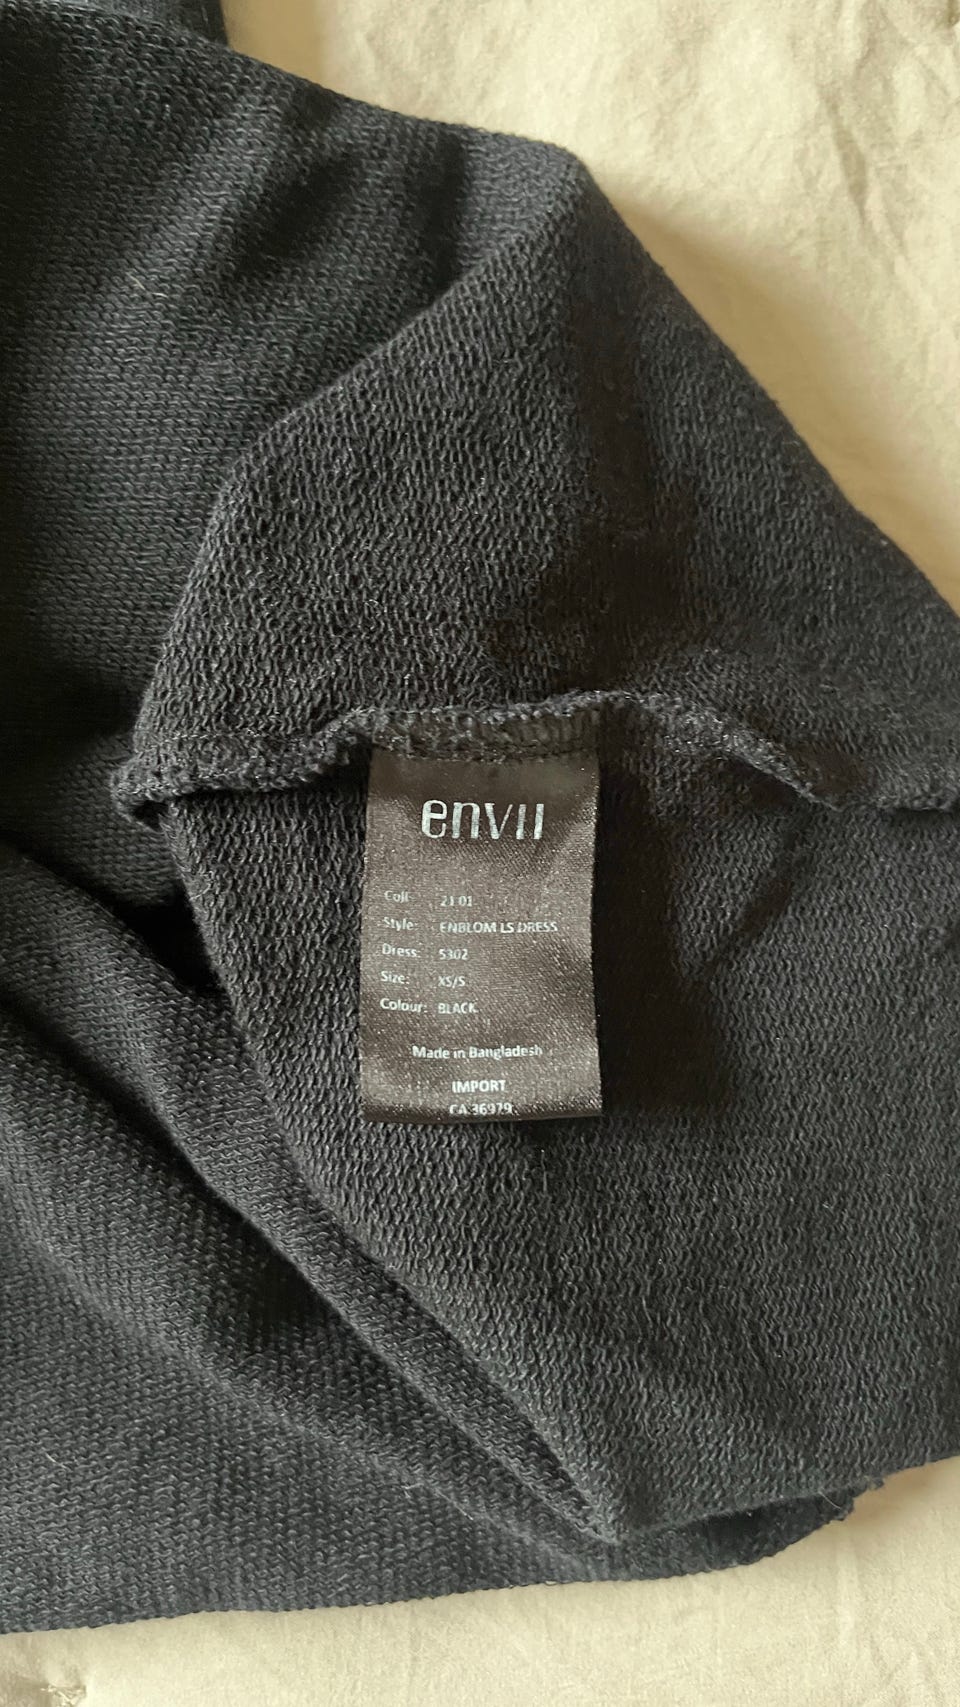 envii
Coll: 21 01
Style: ENBLOM LS DRESS
Dress: 5302
Size: XS/S
Colour: BLACK
Made in Bangladesh
IMPORT
CA 36979